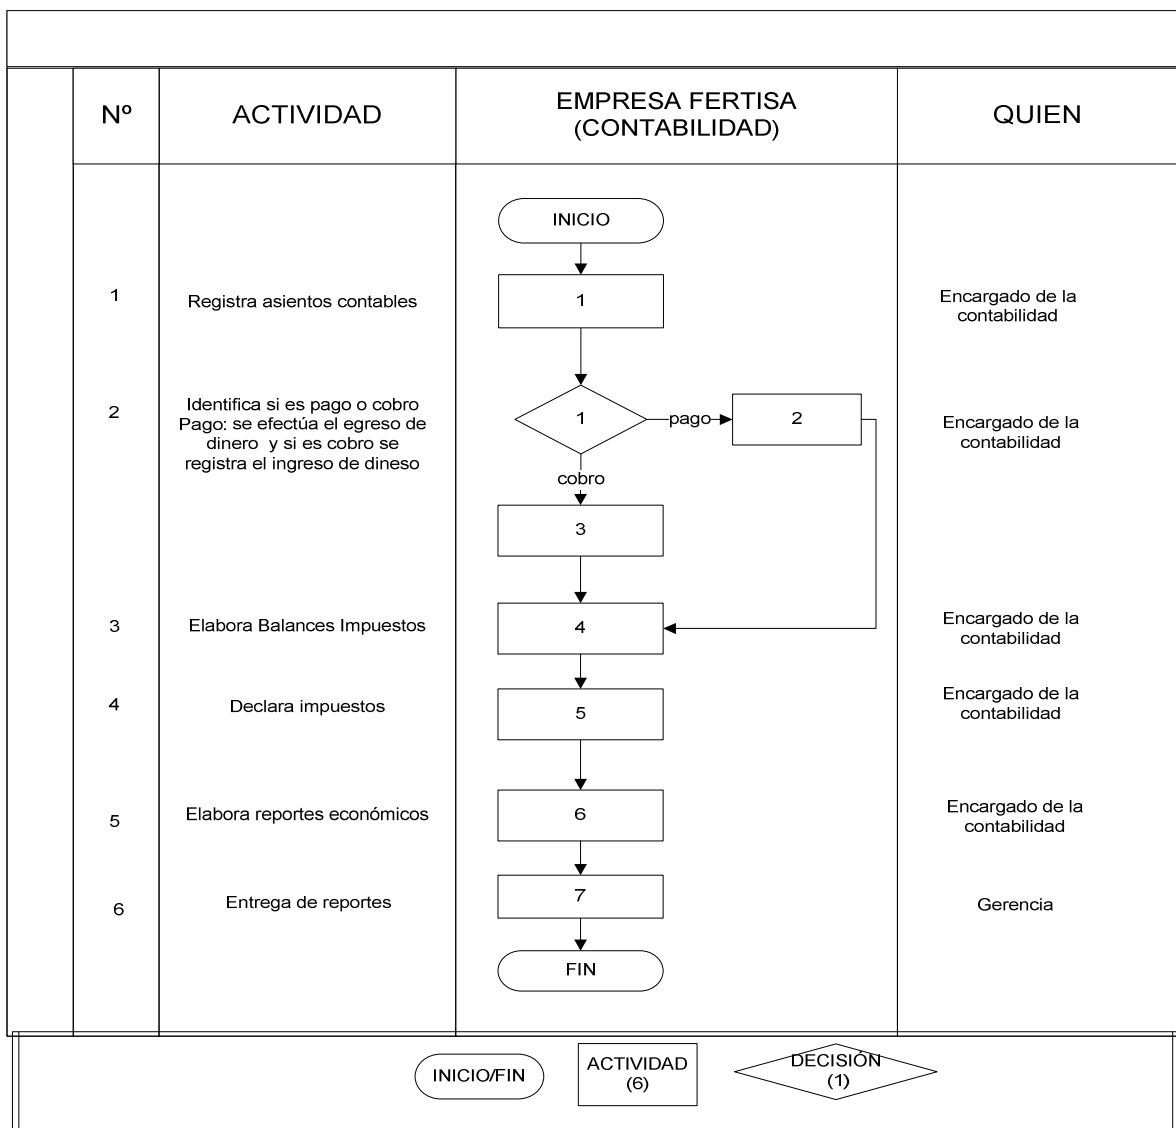 Nº
ACTIVIDAD
EMPRESA FERTISA
(CONTABILIDAD)
QUIEN
INICIO
1
Registra asientos contables
1
Encargado de la
contabilidad
2
Identifica si es pago o cobro
Pago: se efectúa el egreso de
dinero y si es cobro se
registra el ingreso de dineso
1
pago
2
Encargado de la
contabilidad
cobro
3
3
Elabora Balances Impuestos
4
Encargado de la
contabilidad
4
Declara impuestos
5
Encargado de la
contabilidad
5
Elabora reportes económicos
6
Encargado de la
contabilidad
6
Entrega de reportes
7
Gerencia
FIN
INICIO/FIN
ACTIVIDAD
(6)
DECISIÓN
(1)